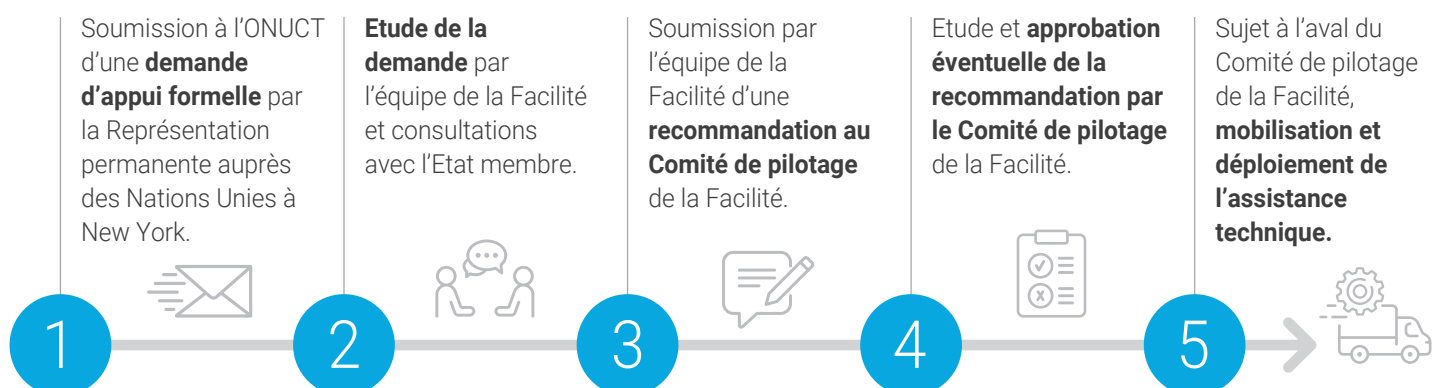 Soumission à l’ONUCT
d’une demande
d’appui formelle par
la Représentation
permanente auprès
des Nations Unies à
New York.
1
Etude de la
demande par
l’équipe de la Facilité
et consultations
avec l’Etat membre.
2
Soumission par
l’équipe de la
Facilité d’une
recommandation au
Comité de pilotage
de la Facilité.
3
Etude et approbation
éventuelle de la
recommandation par
le Comité de pilotage
de la Facilité.
4
Sujet à l’aval du
Comité de pilotage
de la Facilité,
mobilisation et
déploiement de
l’assistance
technique.
5